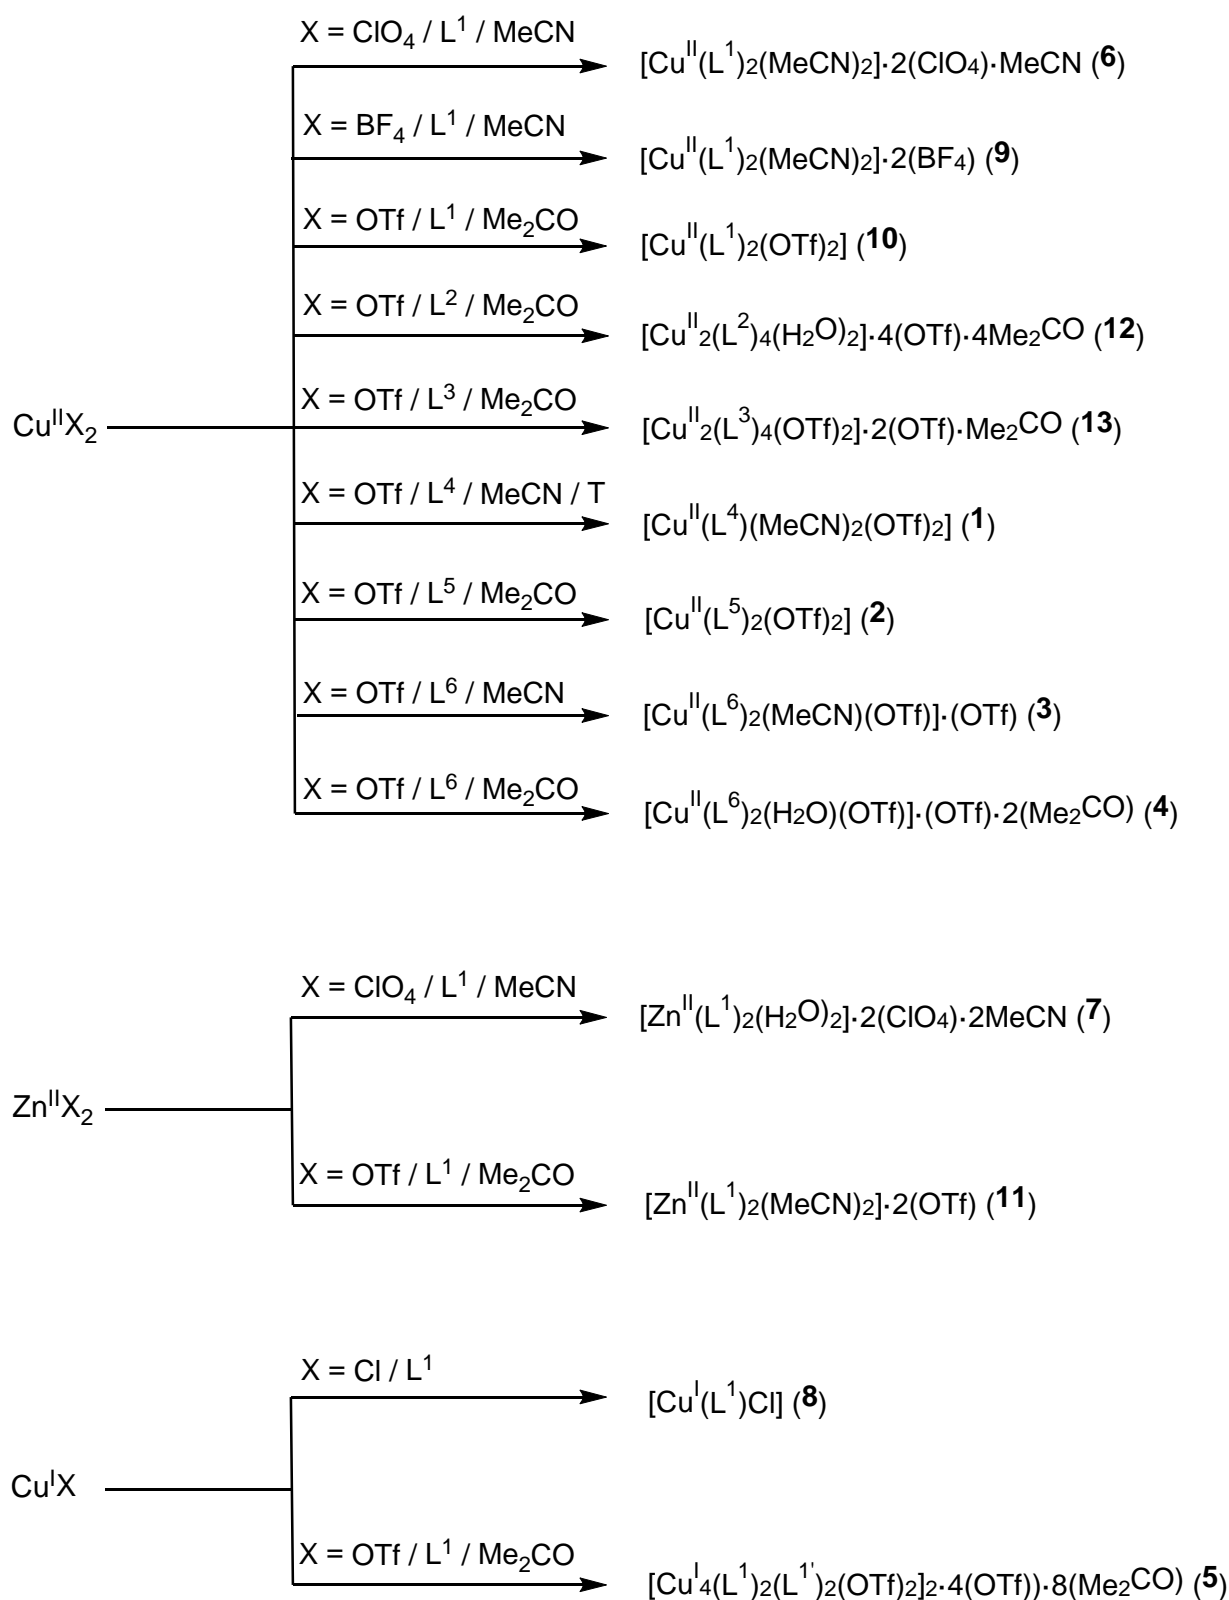 X = ClO₄ / L¹ / MeCN
[Cuᴵᴵ(L¹)₂(MeCN)₂]·2(ClO₄)·MeCN (6)
X = BF₄ / L¹ / MeCN
[Cuᴵᴵ(L¹)₂(MeCN)₂]·2(BF₄) (9)
X = OTf / L¹ / Me₂CO
[Cuᴵᴵ(L¹)₂(OTf)₂] (10)
X = OTf / L² / Me₂CO
[Cuᴵᴵ₂(L²)₄(H₂O)₂]·4(OTf)·4Me₂CO (12)
X = OTf / L³ / Me₂CO
CuᴵᴵX₂
[Cuᴵᴵ₂(L³)₄(OTf)₂]·2(OTf)·Me₂CO (13)
X = OTf / L⁴ / MeCN / T
[Cuᴵᴵ(L⁴)(MeCN)₂(OTf)₂] (1)
X = OTf / L⁵ / Me₂CO
[Cuᴵᴵ(L⁵)₂(OTf)₂] (2)
X = OTf / L⁶ / MeCN
[Cuᴵᴵ(L⁶)₂(MeCN)(OTf)]·(OTf) (3)
X = OTf / L⁶ / Me₂CO
[Cuᴵᴵ(L⁶)₂(H₂O)(OTf)]·(OTf)·2(Me₂CO) (4)
X = ClO₄ / L¹ / MeCN
[Znᴵᴵ(L¹)₂(H₂O)₂]·2(ClO₄)·2MeCN (7)
ZnᴵᴵX₂
X = OTf / L¹ / Me₂CO
[Znᴵᴵ(L¹)₂(MeCN)₂]·2(OTf) (11)
X = Cl / L¹
[Cuᴵ(L¹)Cl] (8)
CuᴵX
X = OTf / L¹ / Me₂CO
[Cuᴵ₄(L¹)₂(L¹')₂(OTf)₂]₂·4(OTf))·8(Me₂CO) (5)